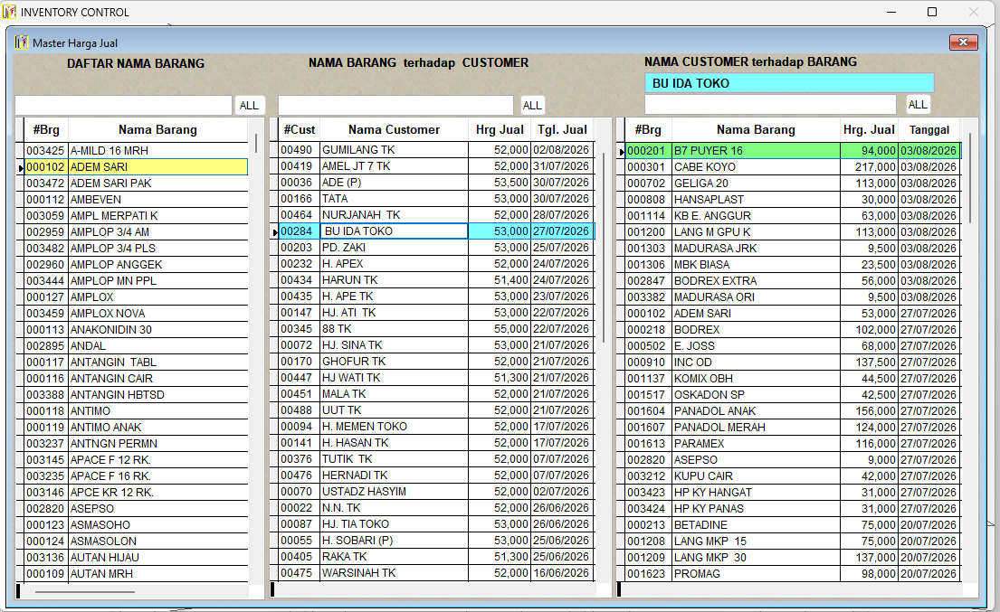 INVENTORY CONTROL
Master Harga Jual
DAFTAR NAMA BARANG
ALL
#Brg Nama Barang
003425 A-MILD 16 MRH
000102 ADEM SARI
003472 ADEM SARI PAK
000112 AMBEVEN
003059 AMPL MERPATI K
002959 AMPLOP 3/4 AM
003482 AMPLOP 3/4 PLS
002960 AMPLOP ANGGEK
003444 AMPLOP MN PPL
000127 AMPLOX
003459 AMPLOX NOVA
000113 ANAKONIDIN 30
002895 ANDAL
000117 ANTANGIN TABL
000116 ANTANGIN CAIR
003388 ANTANGIN HBTSD
000118 ANTIMO
000119 ANTIMO ANAK
003237 ANTNGN PERMN
003145 APACE F 12 RK.
003235 APACE F 16 RK.
003146 APCE KR 12 RK.
002820 ASEPSO
000123 ASMASOHO
000124 ASMASOLON
003136 AUTAN HIJAU
000109 AUTAN MRH
NAMA BARANG terhadap CUSTOMER
ALL
#Cust Nama Customer Hrg Jual Tgl. Jual
00490 GUMILANG TK 52,000 02/08/2026
00419 AMEL JT 7 TK 52,000 31/07/2026
00036 ADE (P) 53,500 30/07/2026
00166 TATA 53,000 30/07/2026
00464 NURJANAH TK 52,000 28/07/2026
00284 BU IDA TOKO 53,000 27/07/2026
00203 PD. ZAKI 53,000 25/07/2026
00232 H. APEX 52,000 24/07/2026
00434 HARUN TK 51,400 24/07/2026
00435 H. APE TK 53,000 23/07/2026
00147 HJ. ATI TK 53,000 22/07/2026
00345 88 TK 55,000 22/07/2026
00072 HJ. SINA TK 53,000 21/07/2026
00170 GHOFUR TK 52,000 21/07/2026
00447 HJ WATI TK 51,300 21/07/2026
00451 MALA TK 52,000 21/07/2026
00488 UUT TK 52,000 21/07/2026
00094 H. MEMEN TOKO 52,000 17/07/2026
00141 H. HASAN TK 52,000 17/07/2026
00376 TUTIK TK 52,000 07/07/2026
00476 HERNADI TK 52,000 07/07/2026
00070 USTADZ HASYIM 52,000 02/07/2026
00022 N.N. TK 52,000 26/06/2026
00087 HJ. TIA TOKO 53,000 26/06/2026
00055 H. SOBARI (P) 53,000 25/06/2026
00405 RAKA TK 51,300 25/06/2026
00475 WARSINAH TK 52,000 16/06/2026
NAMA CUSTOMER terhadap BARANG
BU IDA TOKO
ALL
#Brg Nama Barang Hrg. Jual Tanggal
000201 B7 PUYER 16 94,000 03/08/2026
000301 CABE KOYO 217,000 03/08/2026
000702 GELIGA 20 113,000 03/08/2026
000808 HANSAPLAST 30,000 03/08/2026
001114 KB E. ANGGUR 63,000 03/08/2026
001200 LANG M GPU K 113,000 03/08/2026
001303 MADURASA JRK 9,500 03/08/2026
001306 MBK BIASA 23,500 03/08/2026
002847 BODREX EXTRA 56,000 03/08/2026
003382 MADURASA ORI 9,500 03/08/2026
000102 ADEM SARI 53,000 27/07/2026
000218 BODREX 102,000 27/07/2026
000502 E. JOSS 68,000 27/07/2026
000910 INC OD 137,500 27/07/2026
001137 KOMIX OBH 44,500 27/07/2026
001517 OSKADON SP 42,500 27/07/2026
001604 PANADOL ANAK 156,000 27/07/2026
001607 PANADOL MERAH 124,000 27/07/2026
001613 PARAMEX 116,000 27/07/2026
002820 ASEPSO 9,000 27/07/2026
003212 KUPU CAIR 42,000 27/07/2026
003423 HP KY HANGAT 31,000 27/07/2026
003424 HP KY PANAS 31,000 27/07/2026
000213 BETADINE 75,000 20/07/2026
001208 LANG MKP 15 75,000 20/07/2026
001209 LANG MKP 30 137,000 20/07/2026
001623 PROMAG 98,000 20/07/2026